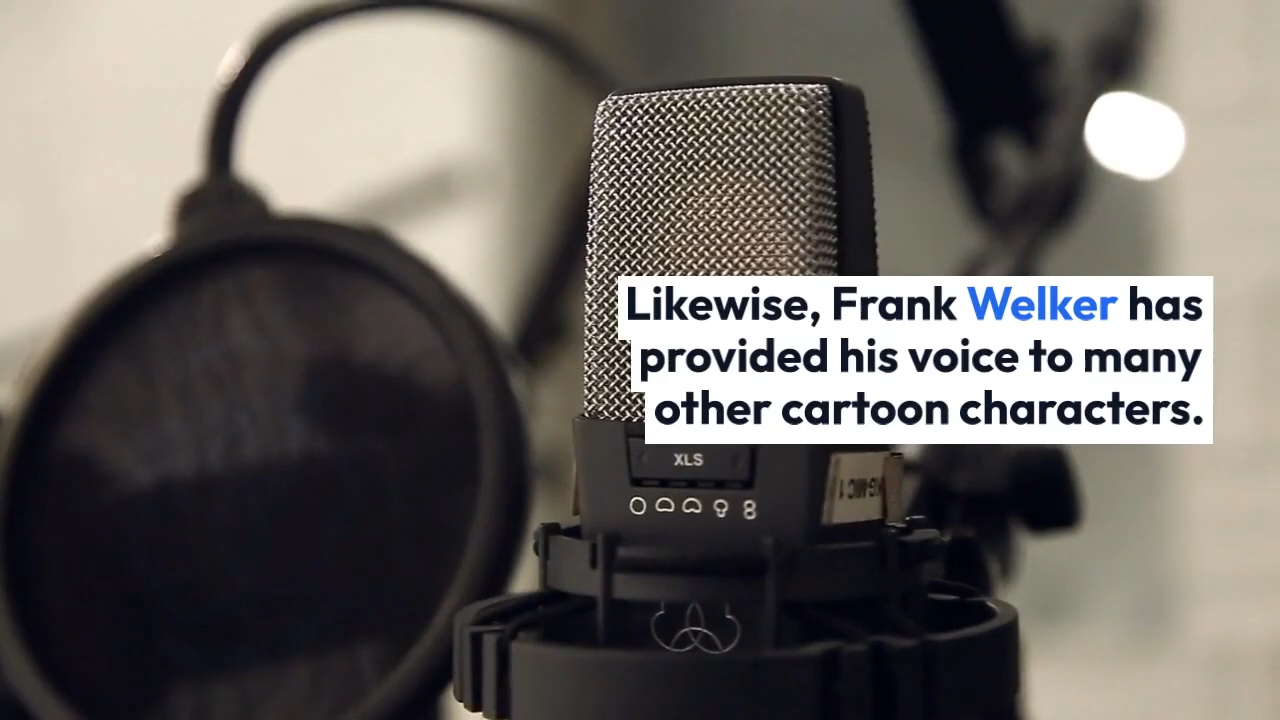 Likewise, Frank Welker has
provided his voice to many
other cartoon characters.
XLS